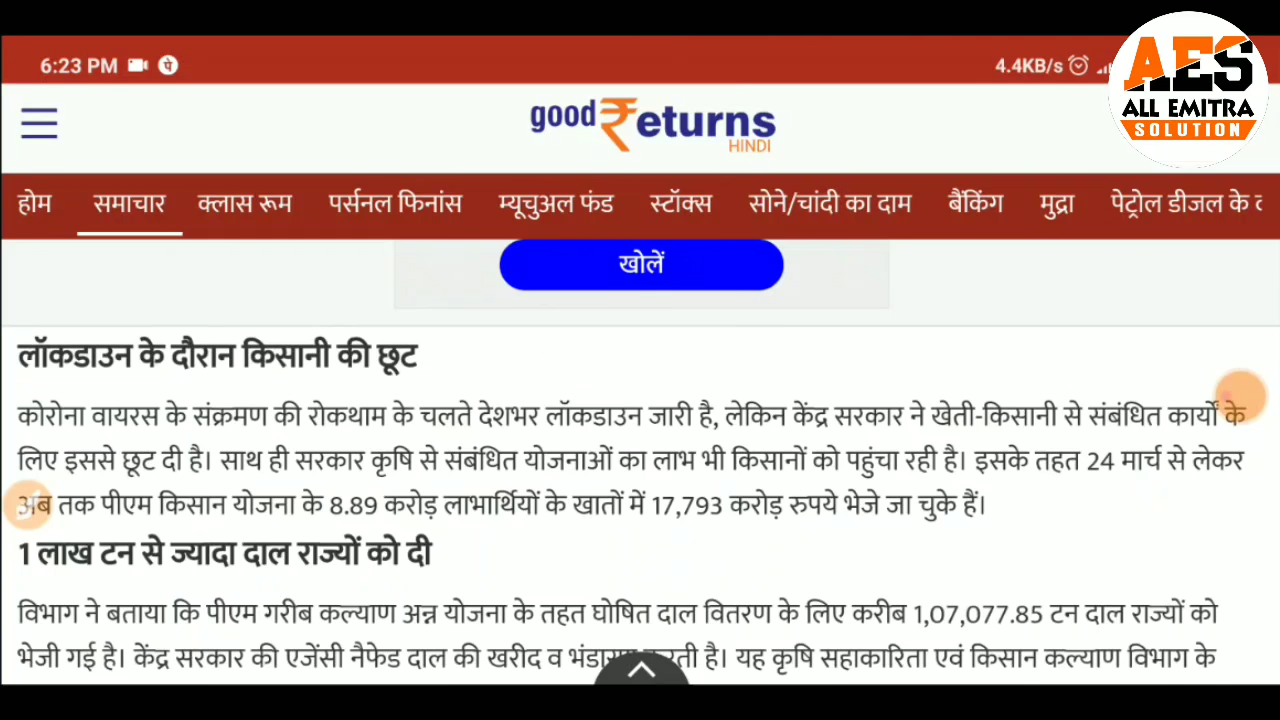 6:23 PM
4.4KB/s
AES
ALL EMITRA
SOLUTION
good ₹eturns
HINDI
होम समाचार क्लास रूम पर्सनल फिनांस म्यूचुअल फंड स्टॉक्स सोने/चांदी का दाम बैंकिंग मुद्रा पेट्रोल डीजल के
खोलें
लॉकडाउन के दौरान किसानी की छूट
कोरोना वायरस के संक्रमण की रोकथाम के चलते देशभर लॉकडाउन जारी है, लेकिन केंद्र सरकार ने खेती-किसानी से संबंधित कार्यों के
लिए इससे छूट दी है। साथ ही सरकार कृषि से संबंधित योजनाओं का लाभ भी किसानों को पहुंचा रही है। इसके तहत 24 मार्च से लेकर
अब तक पीएम किसान योजना के 8.89 करोड़ लाभार्थियों के खातों में 17,793 करोड़ रुपये भेजे जा चुके हैं।
1 लाख टन से ज्यादा दाल राज्यों को दी
विभाग ने बताया कि पीएम गरीब कल्याण अन्न योजना के तहत घोषित दाल वितरण के लिए करीब 1,07,077.85 टन दाल राज्यों को
भेजी गई है। केंद्र सरकार की एजेंसी नैफेड दाल की खरीद व है। यह कृषि सहाकारिता एवं किसान कल्याण विभाग के